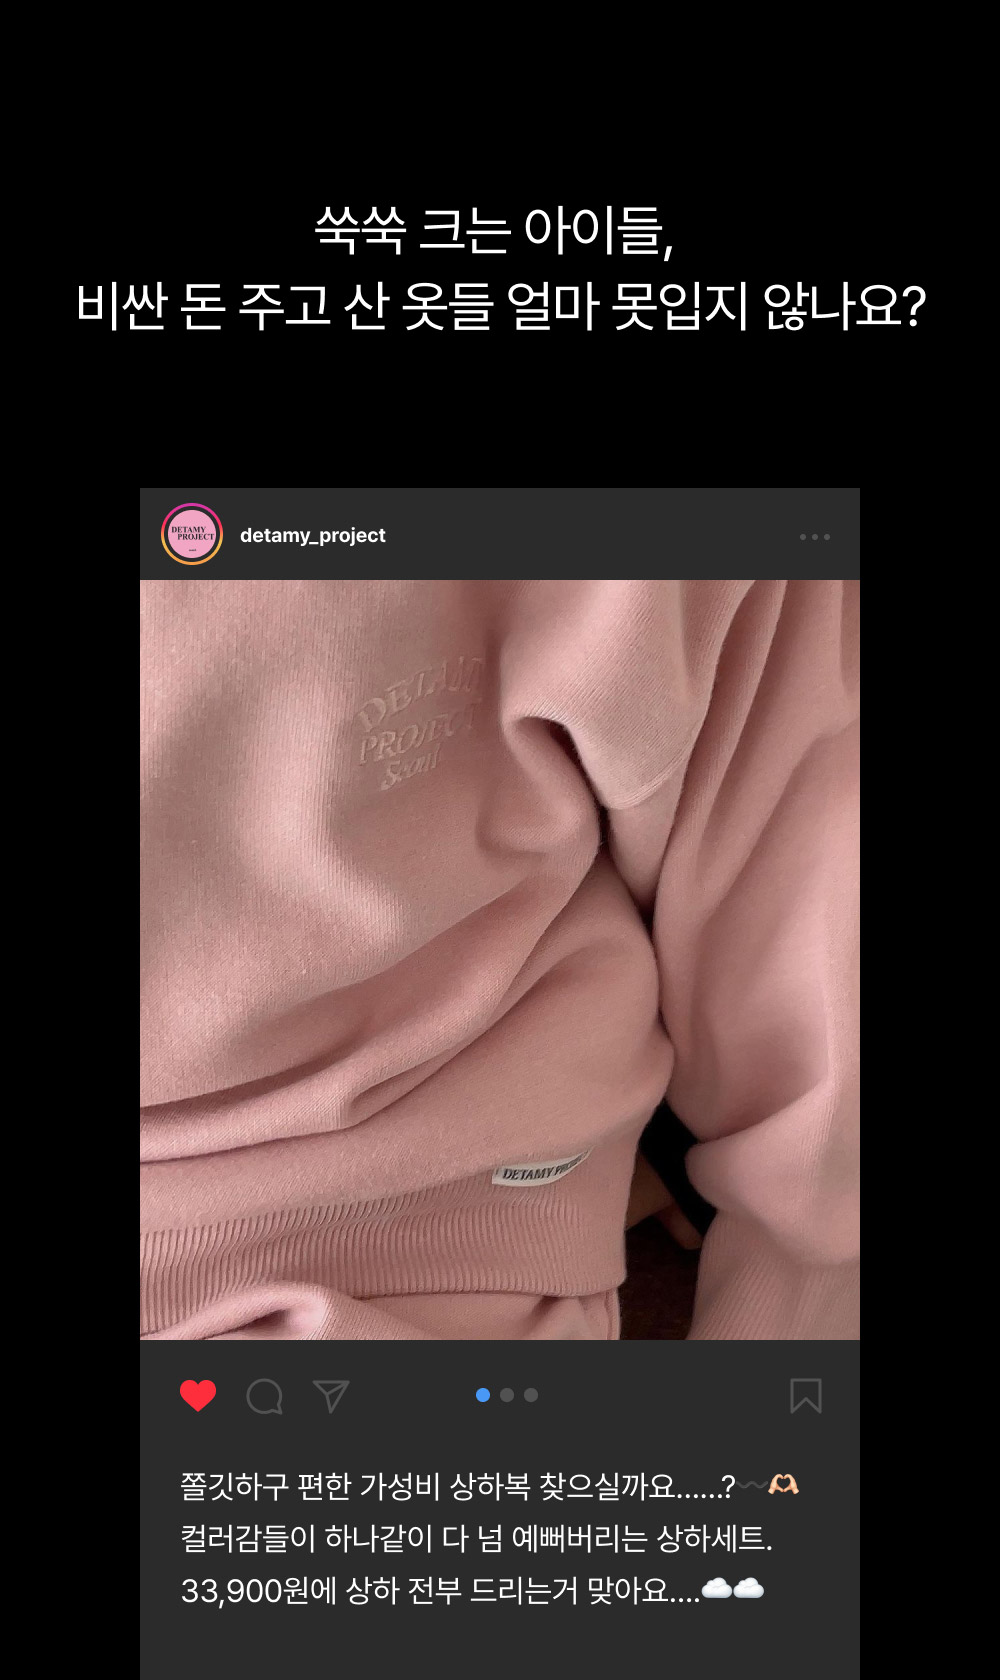 쑥쑥 크는 아이들,
비싼 돈 주고 산 옷들 얼마 못입지 않나요?
DETAMY
PROJECT
detamy_project
PROJECT
Seoul
DETAMY
쫄깃하구 편한 가성비 상하복 찾으실까요......?〰️🫶🏻
컬러감들이 하나같이 다 넘 예뻐버리는 상하세트.
33,900원에 상하 전부 드리는거 맞아요....☁️☁️